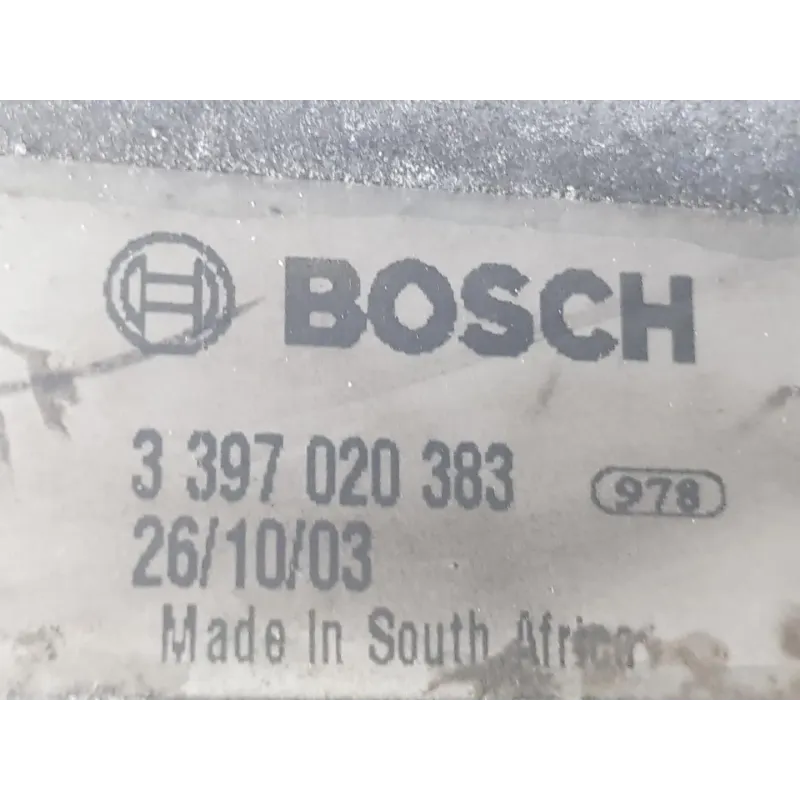 BOSCH
3 397 020 383 978
26/10/03
Made In South Africa